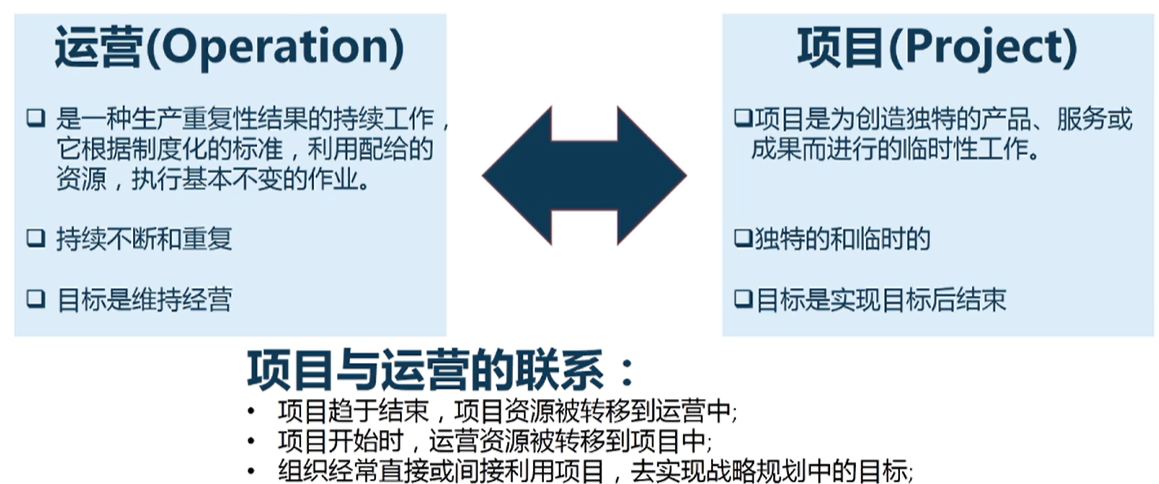 运营(Operation)
❑ 是一种生产重复性结果的持续工作，
它根据制度化的标准，利用配给的
资源，执行基本不变的作业。
❑ 持续不断和重复
❑ 目标是维持经营
项目(Project)
❑项目是为创造独特的产品、服务或
成果而进行的临时性工作。
❑独特的和临时的
❑目标是实现目标后结束
项目与运营的联系：
• 项目趋于结束，项目资源被转移到运营中;
• 项目开始时，运营资源被转移到项目中;
• 组织经常直接或间接利用项目，去实现战略规划中的目标;